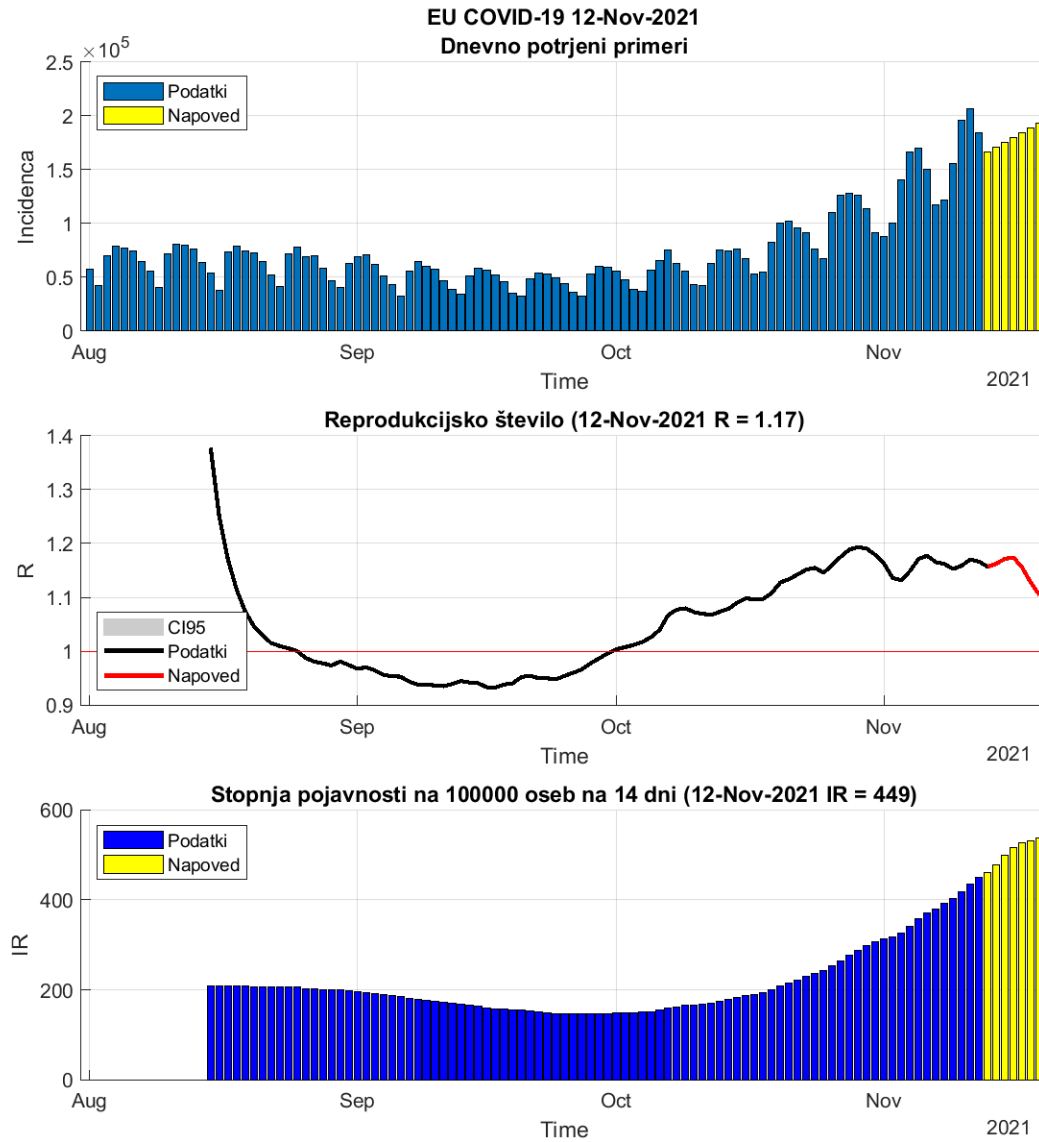 EU COVID-19 12-Nov-2021
Dnevno potrjeni primeri
×10^5
2.5
2
1.5
1
0.5
0
Incidenca
Podatki
Napoved
Aug Sep Oct Nov
Time
2021
Reprodukcijsko število (12-Nov-2021 R = 1.17)
1.4
1.3
1.2
1.1
1
0.9
R
CI95
Podatki
Napoved
Aug Sep Oct Nov
Time
2021
Stopnja pojavnosti na 100000 oseb na 14 dni (12-Nov-2021 IR = 449)
600
400
200
0
IR
Podatki
Napoved
Aug Sep Oct Nov
Time
2021